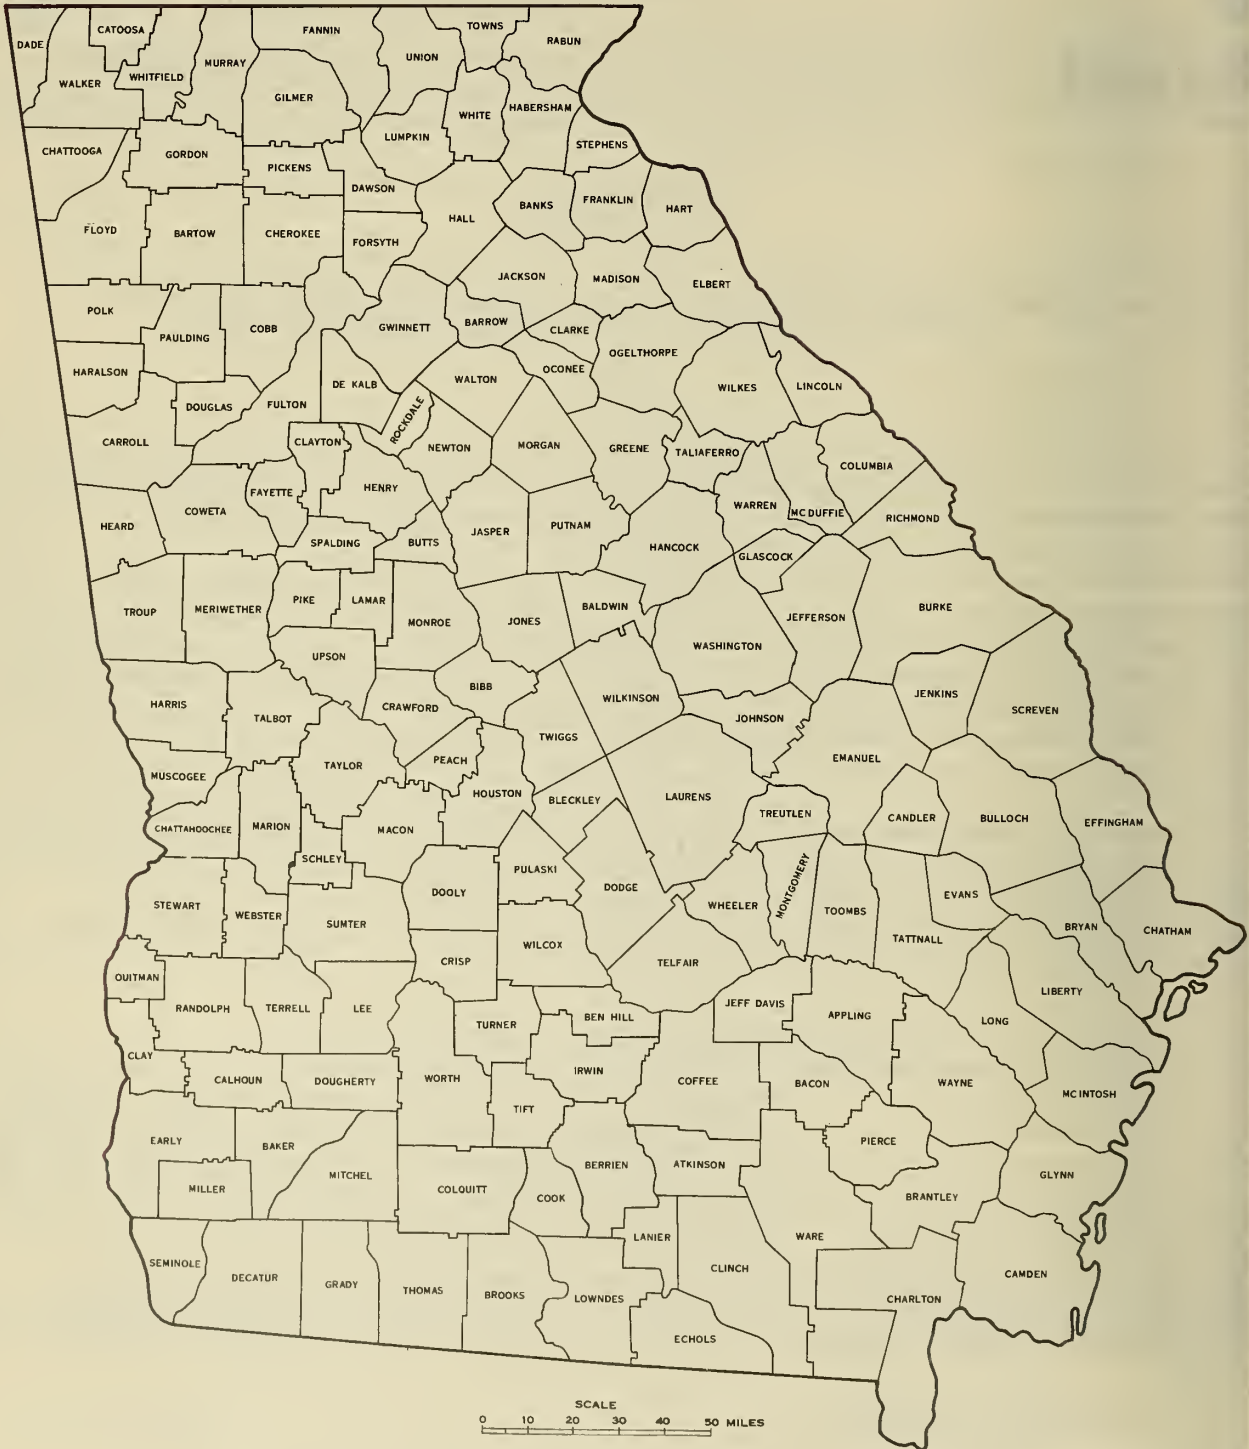 DADE
CATOOSA
FANNIN
TOWNS
RABUN
WALKER
WHITFIELD
MURRAY
UNION
GILMER
WHITE
HABERSHAM
LUMPKIN
STEPHENS
CHATTOOGA
GORDON
PICKENS
DAWSON
BANKS
FRANKLIN
HART
HALL
FLOYD
BARTOW
CHEROKEE
FORSYTH
JACKSON
MADISON
ELBERT
POLK
PAULDING
COBB
GWINNETT
BARROW
CLARKE
OGELTHORPE
HARALSON
DE KALB
WALTON
OCONEE
WILKES
LINCOLN
DOUGLAS
FULTON
ROCKDALE
CARROLL
CLAYTON
NEWTON
MORGAN
GREENE
TALIAFERRO
COLUMBIA
HEARD
COWETA
FAYETTE
HENRY
WARREN
MC DUFFIE
RICHMOND
SPALDING
BUTTS
JASPER
PUTNAM
HANCOCK
GLASCOCK
TROUP
MERIWETHER
PIKE
LAMAR
MONROE
JONES
BALDWIN
JEFFERSON
BURKE
UPSON
WASHINGTON
HARRIS
TALBOT
CRAWFORD
BIBB
WILKINSON
JOHNSON
JENKINS
SCREVEN
TWIGGS
MUSCOGEE
TAYLOR
PEACH
EMANUEL
HOUSTON
BLECKLEY
LAURENS
CHATTAHOOCHEE
MARION
MACON
TREUTLEN
CANDLER
BULLOCH
EFFINGHAM
SCHLEY
STEWART
WEBSTER
SUMTER
DOOLY
PULASKI
DODGE
WHEELER
MONTGOMERY
TOOMBS
EVANS
TATTNALL
BRYAN
CHATHAM
QUITMAN
CRISP
WILCOX
TELFAIR
RANDOLPH
TERRELL
LEE
TURNER
BEN HILL
JEFF DAVIS
APPLING
LONG
LIBERTY
CLAY
CALHOUN
DOUGHERTY
WORTH
IRWIN
COFFEE
BACON
WAYNE
MC INTOSH
TIFT
EARLY
BAKER
MITCHEL
COLQUITT
COOK
BERRIEN
ATKINSON
PIERCE
BRANTLEY
GLYNN
MILLER
SEMINOLE
DECATUR
GRADY
THOMAS
BROOKS
LOWNDES
LANIER
CLINCH
WARE
CHARLTON
CAMDEN
ECHOLS
SCALE
0 10 20 30 40 50 MILES